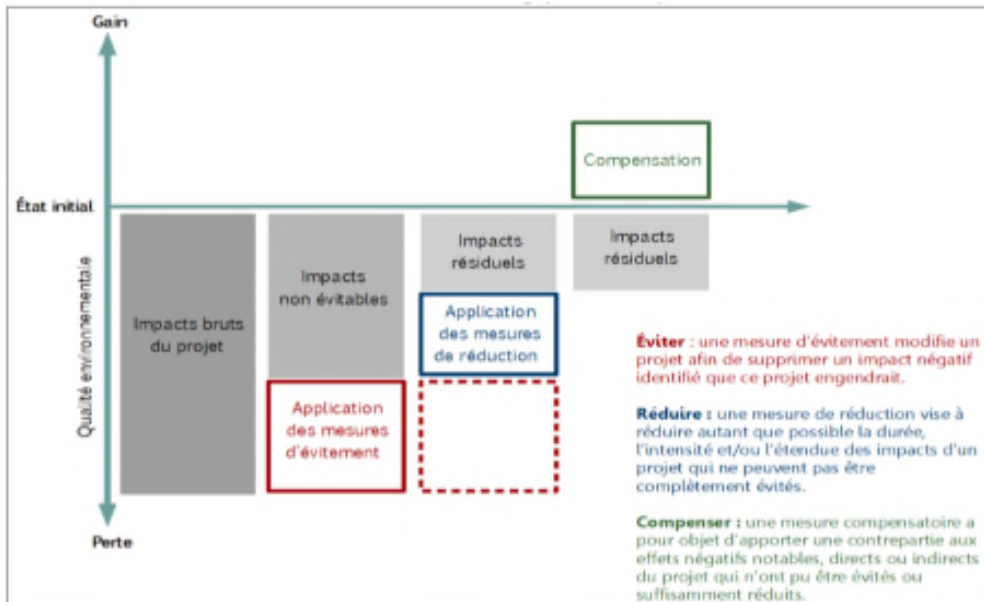 Gain
Compensation
État initial
Qualité environnementale
Impacts bruts
du projet
Impacts
non évitables
Application
des mesures
d'évitement
Impacts
résiduels
Application
des mesures
de réduction
Impacts
résiduels
Perte
Éviter : une mesure d'évitement modifie un
projet afin de supprimer un impact négatif
identifié que ce projet engendrait.
Réduire : une mesure de réduction vise à
réduire autant que possible la durée,
l'intensité et/ou l'étendue des impacts d'un
projet qui ne peuvent pas être
complètement évités.
Compenser : une mesure compensatoire a
pour objet d'apporter une contrepartie aux
effets négatifs notables, directs ou indirects
du projet qui n'ont pu être évités ou
suffisamment réduits.